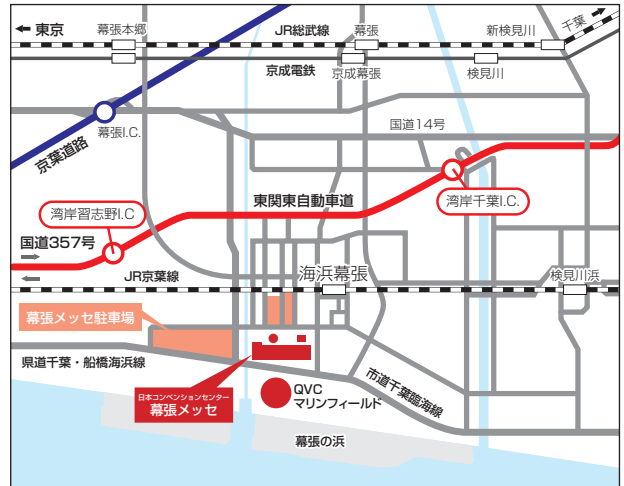 東京
幕張本郷
JR総武線
幕張
新検見川
千葉
京成電鉄
京成幕張
検見川
幕張I.C.
京葉道路
国道14号
湾岸習志野I.C
東関東自動車道
湾岸千葉I.C.
国道357号
JR京葉線
海浜幕張
検見川浜
幕張メッセ駐車場
県道千葉・船橋海浜線
日本コンベンションセンター
幕張メッセ
QVC
マリンフィールド
市道千葉臨海線
幕張の浜